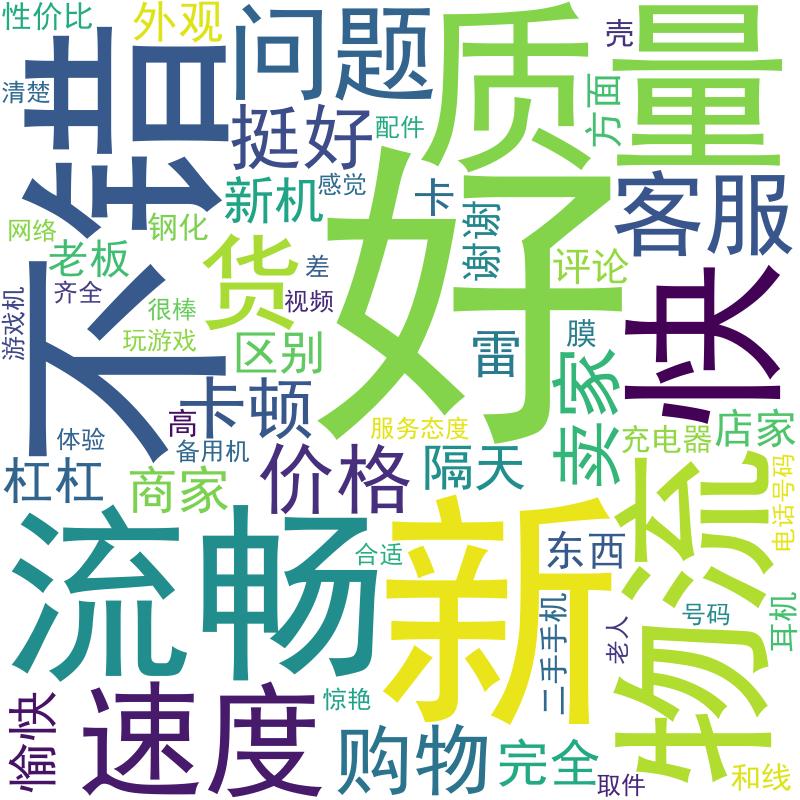 性价比
外观
问题
质量
壳
清楚
不错
挺好
配件
方面
客服
新机
感觉
卡
谢谢
网络
钢化
老板
货
差
好
评论
快
游戏机
齐全
很棒
视频
玩游戏
区别
雷
膜
卖家
卡顿
高
体验
备用机
服务态度
充电器
店家
杠杠
商家
价格
隔天
物流
电话号码
流畅
合适
新
东西
二手手机
号码
耳机
老人
愉快
速度
惊艳
购物
完全
取件
和线